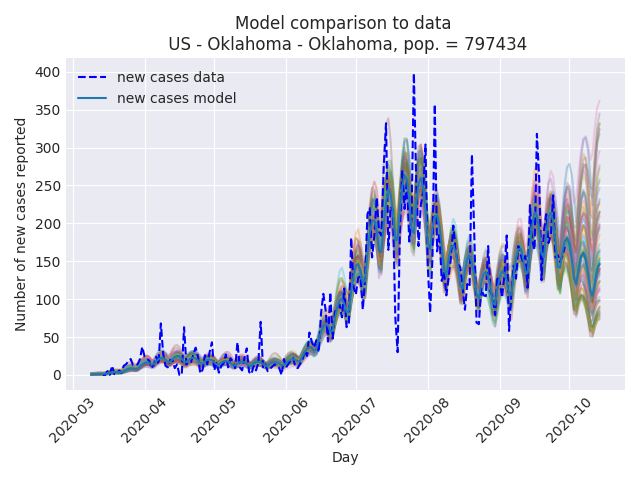 Model comparison to data
US - Oklahoma - Oklahoma, pop. = 797434
new cases data
new cases model
Number of new cases reported
400
350
300
250
200
150
100
50
0
2020-03
2020-04
2020-05
2020-06
2020-07
2020-08
2020-09
2020-10
Day